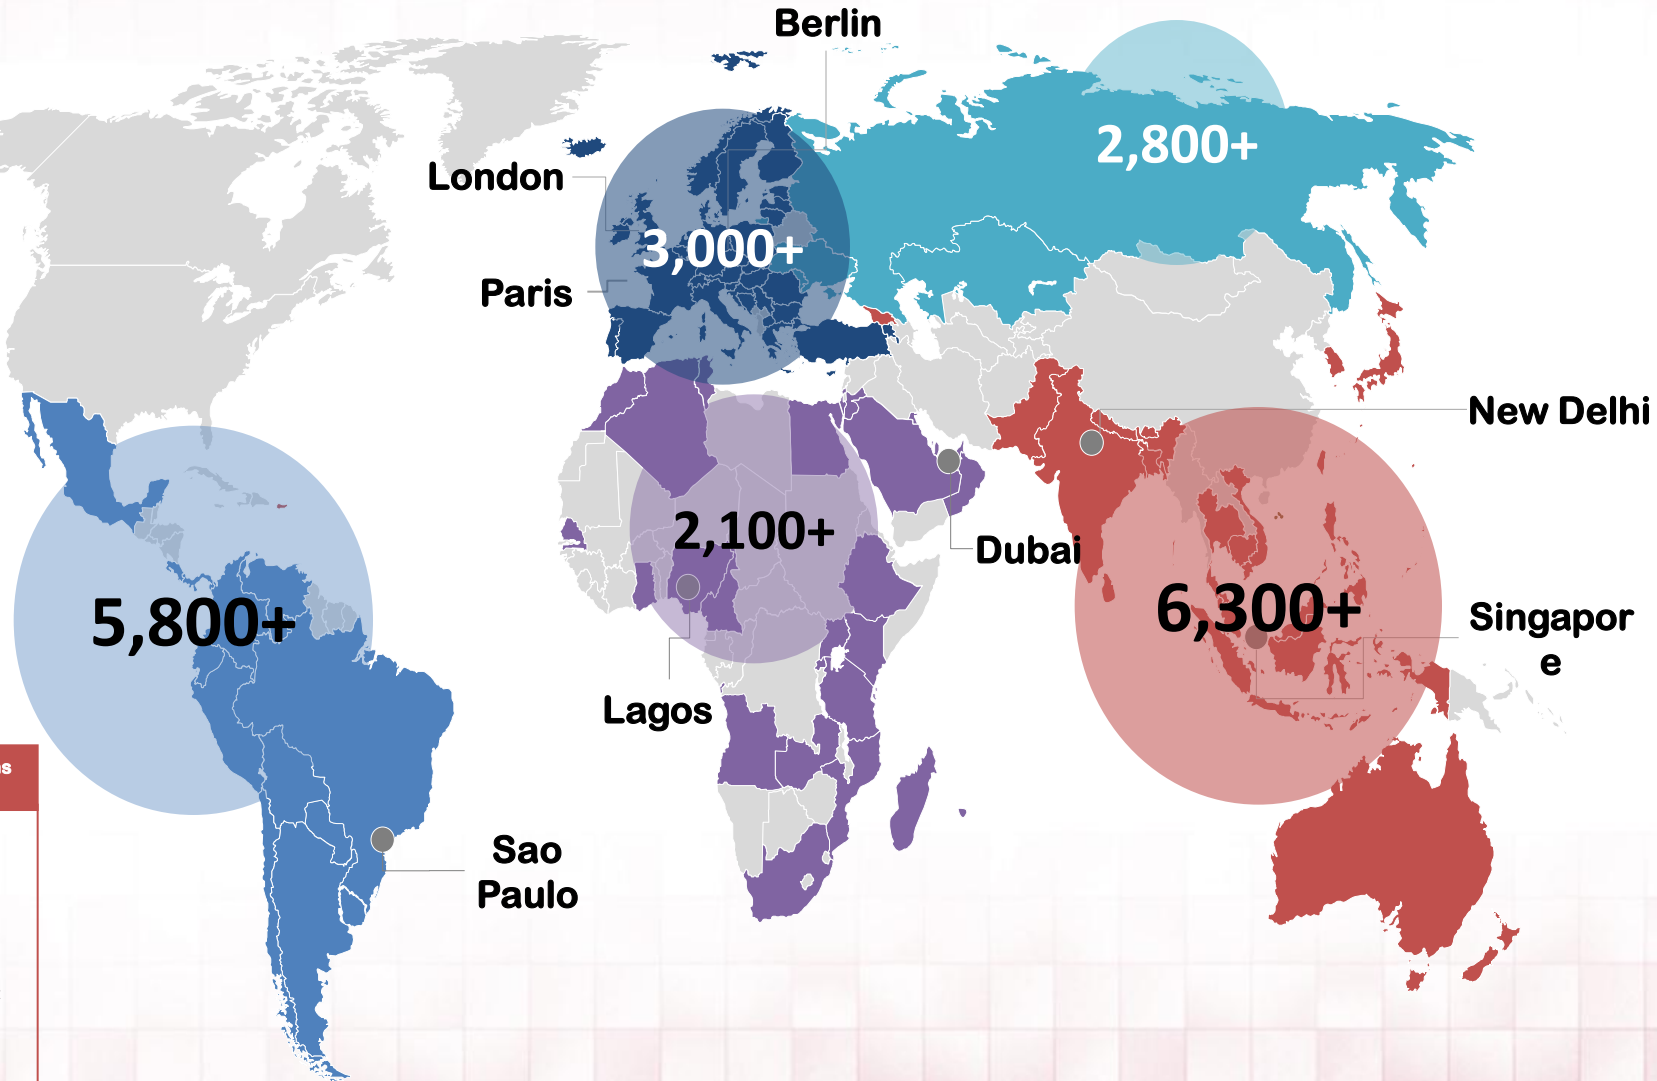 Berlin
2,800+
London
3,000+
Paris
New Delhi
2,100+
Dubai
5,800+
6,300+
Singapor
e
Lagos
Sao
Paulo